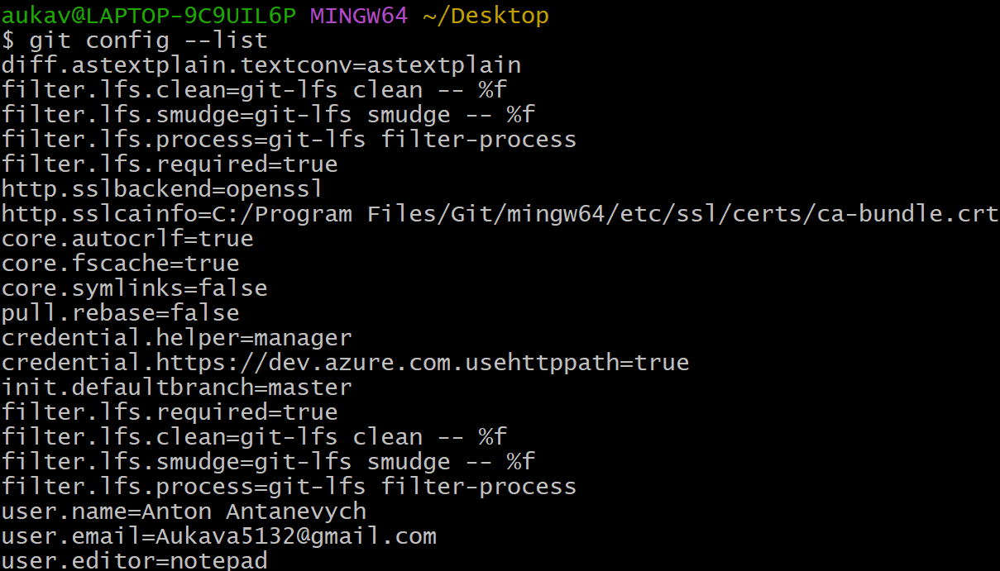 aukav@LAPTOP-9C9UIL6P MINGW64 ~/Desktop
$ git config --list
diff.astextplain.textconv=astextplain
filter.lfs.clean=git-lfs clean -- %f
filter.lfs.smudge=git-lfs smudge -- %f
filter.lfs.process=git-lfs filter-process
filter.lfs.required=true
http.sslbackend=openssl
http.sslcainfo=C:/Program Files/Git/mingw64/etc/ssl/certs/ca-bundle.crt
core.autocrlf=true
core.fscache=true
core.symlinks=false
pull.rebase=false
credential.helper=manager
credential.https://dev.azure.com.usehttppath=true
init.defaultbranch=master
filter.lfs.required=true
filter.lfs.clean=git-lfs clean -- %f
filter.lfs.smudge=git-lfs smudge -- %f
filter.lfs.process=git-lfs filter-process
user.name=Anton Antanevych
user.email=Aukava5132@gmail.com
user.editor=notepad